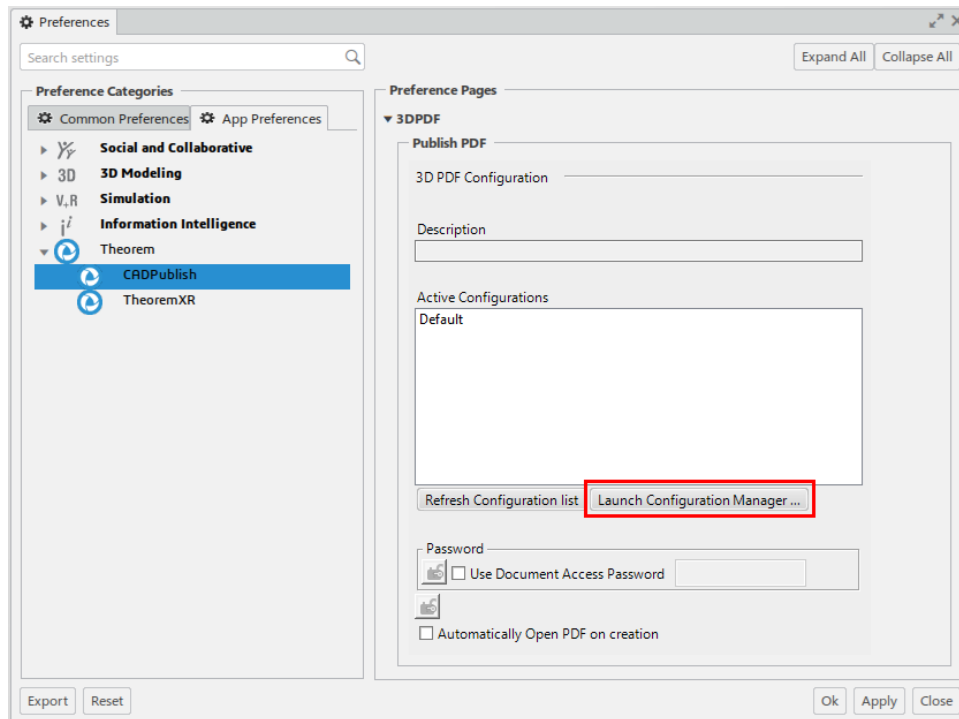 Preferences
Search settings
Expand All Collapse All
Preference Categories
Common Preferences App Preferences
Social and Collaborative
3D 3D Modeling
V+R Simulation
i i Information Intelligence
Theorem
CADPublish
TheoremXR
Preference Pages
3DPDF
Publish PDF
3D PDF Configuration
Description
Active Configurations
Default
Refresh Configuration list Launch Configuration Manager ...
Password
Use Document Access Password
Automatically Open PDF on creation
Export Reset Ok Apply Close